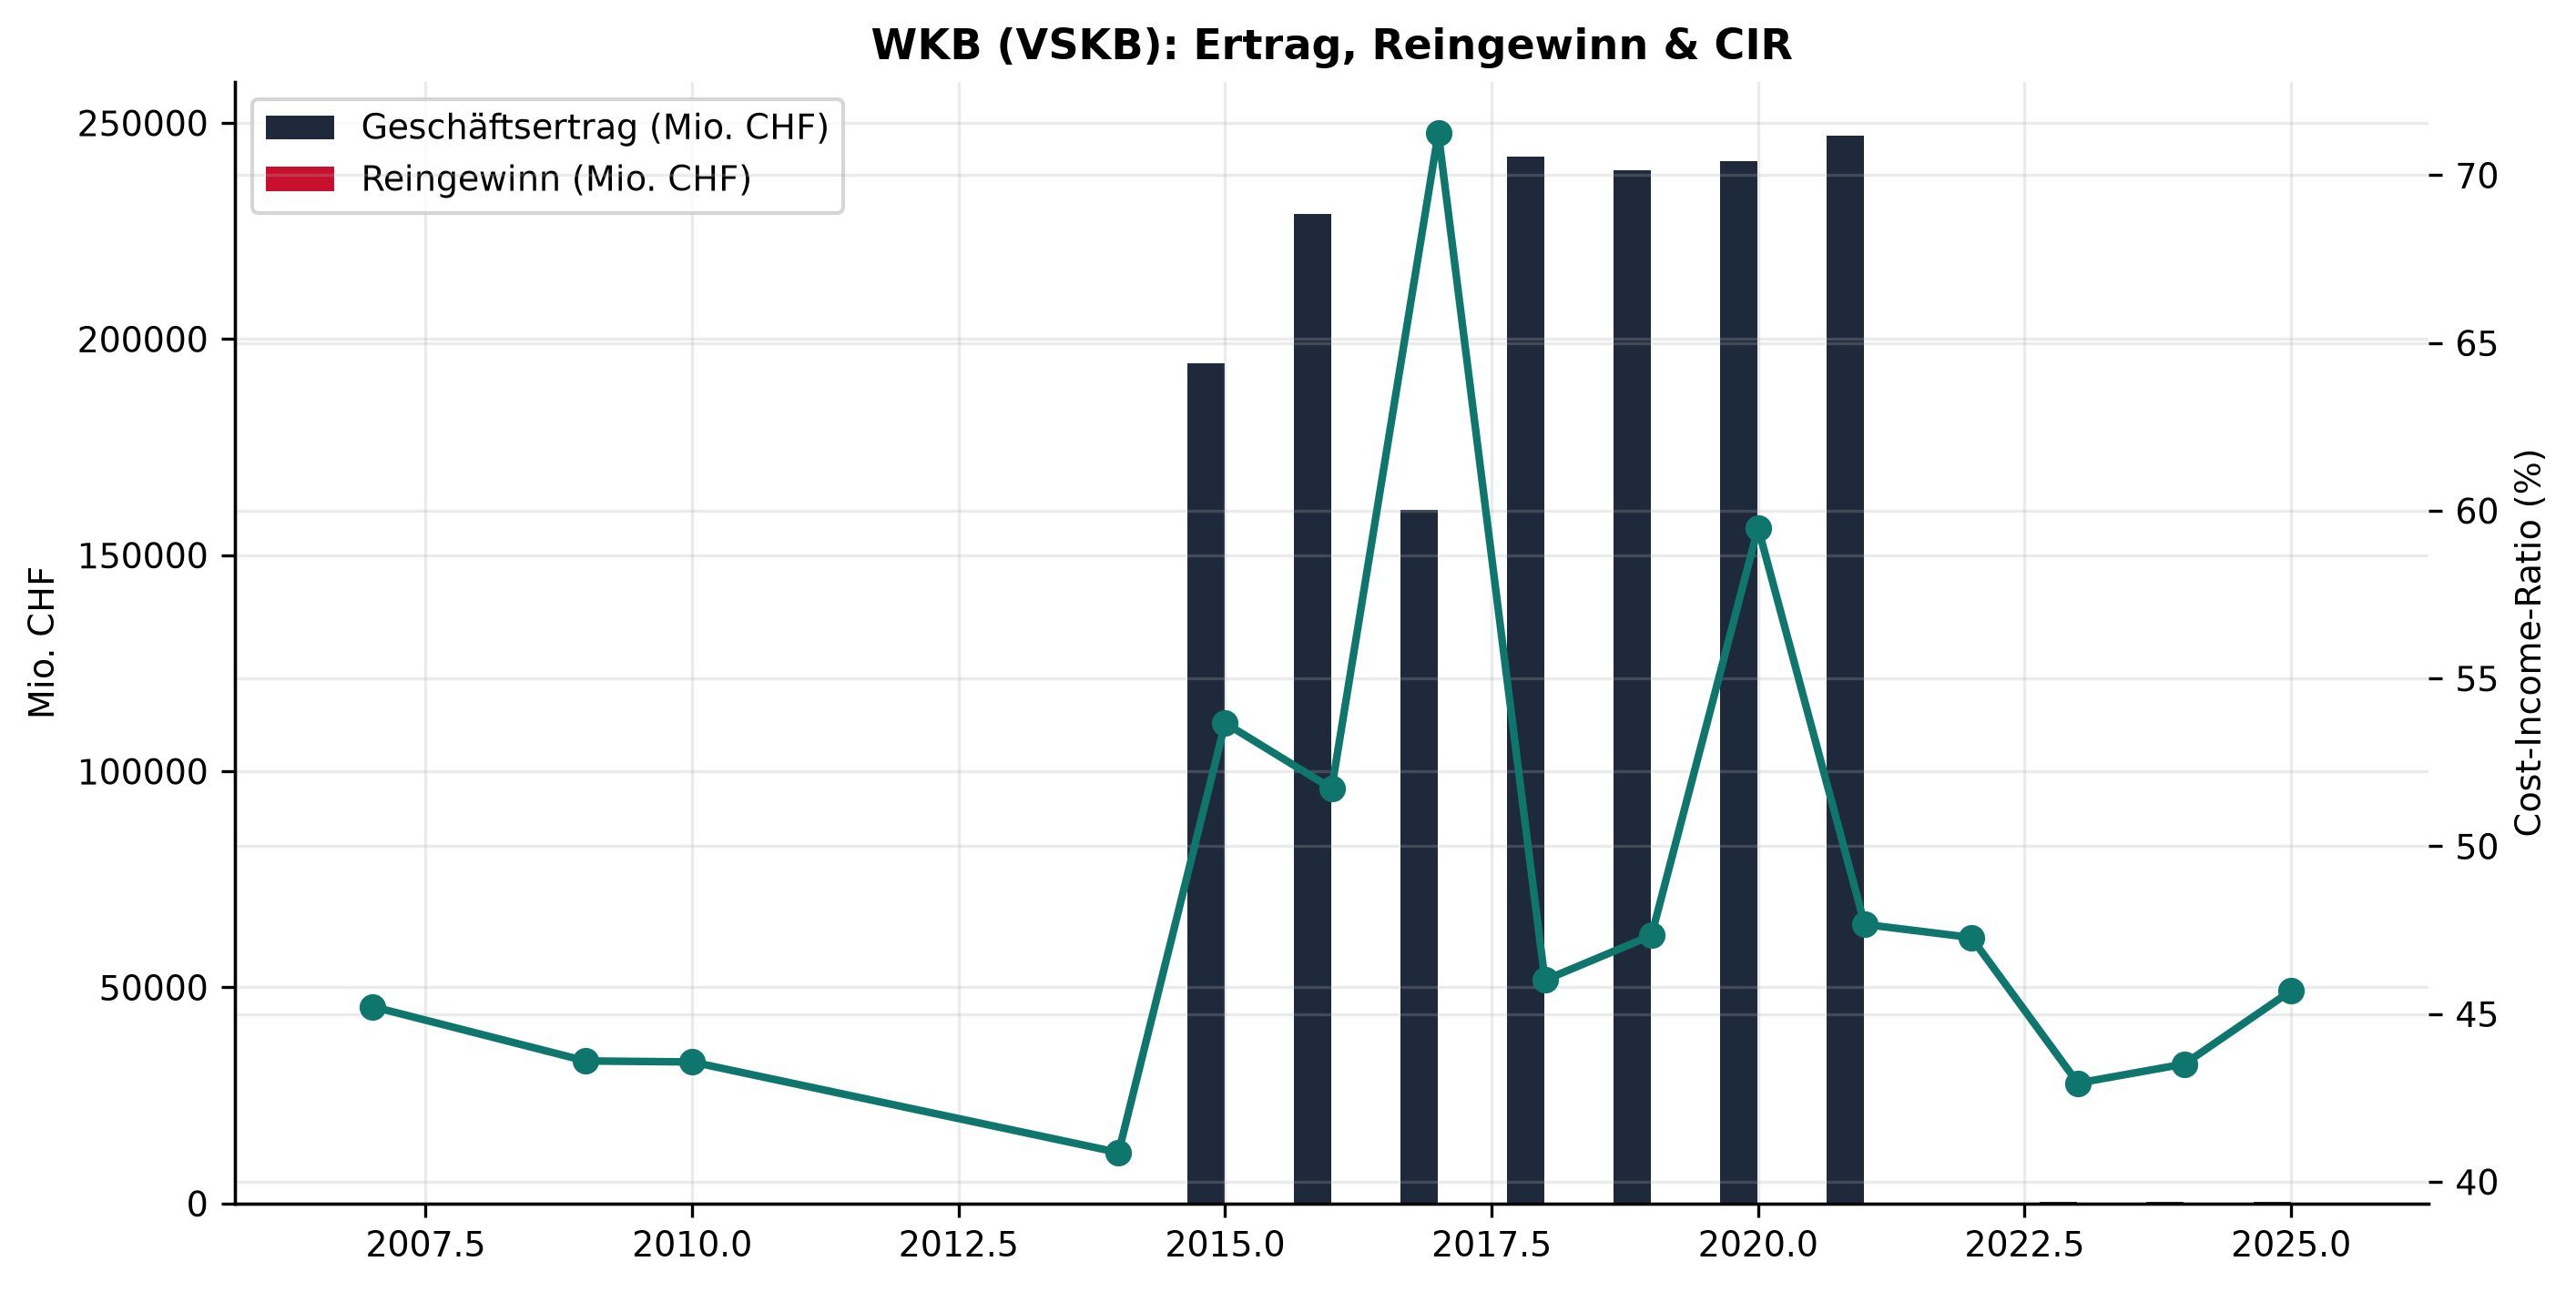 WKB (VSKB): Ertrag, Reingewinn & CIR
Geschäftsertrag (Mio. CHF)
Reingewinn (Mio. CHF)
Mio. CHF
250000
200000
150000
100000
50000
0
70
65
60
55
50
45
40
Cost-Income-Ratio (%)
2007.5 2010.0 2012.5 2015.0 2017.5 2020.0 2022.5 2025.0